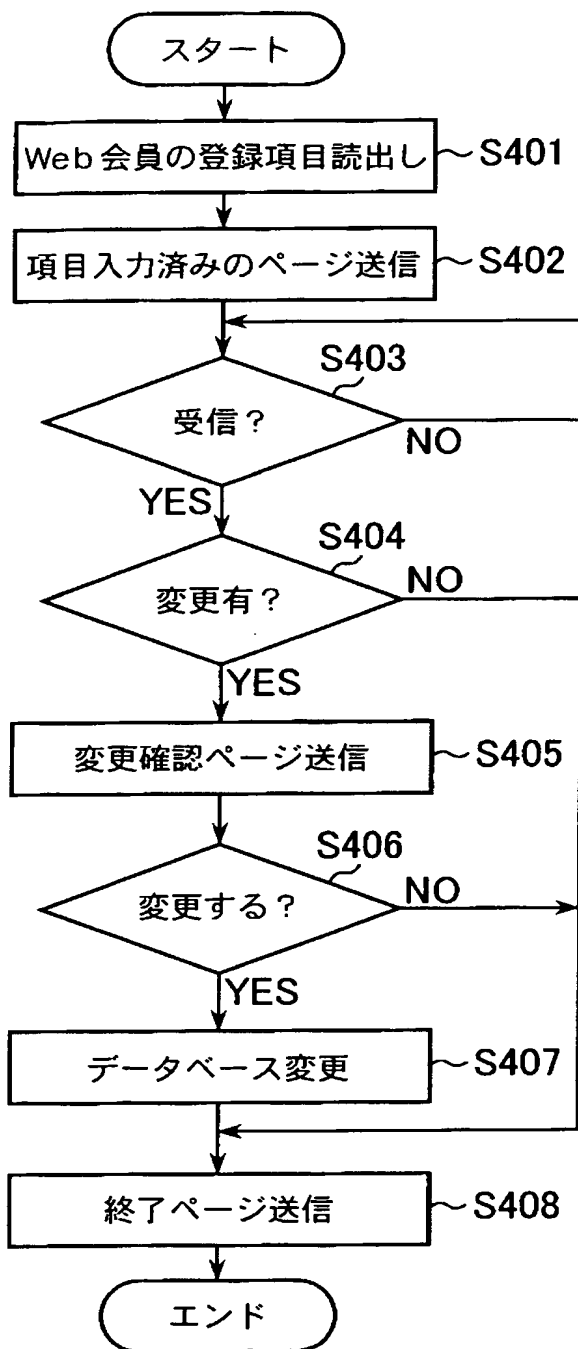 スタート
Web会員の登録項目読出し
S401
項目入力済みのページ送信
S402
S403
受信？
NO
YES
S404
変更有？
NO
YES
変更確認ページ送信
S405
S406
変更する？
NO
YES
データベース変更
S407
終了ページ送信
S408
エンド